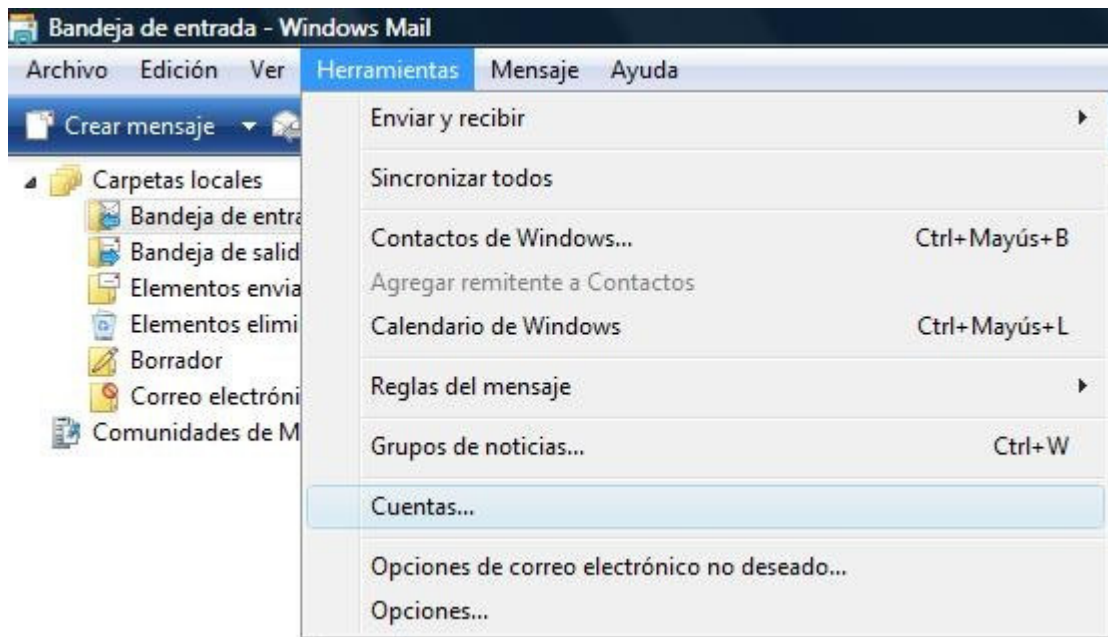 Bandeja de entrada - Windows Mail
Archivo Edición Ver Herramientas Mensaje Ayuda
Crear mensaje
Carpetas locales
Bandeja de entra
Bandeja de salid
Elementos envia
Elementos elimi
Borrador
Correo electróni
Comunidades de M
Enviar y recibir
Sincronizar todos
Contactos de Windows... Ctrl+Mayús+B
Agregar remitente a Contactos
Calendario de Windows Ctrl+Mayús+L
Reglas del mensaje
Grupos de noticias... Ctrl+W
Cuentas...
Opciones de correo electrónico no deseado...
Opciones...